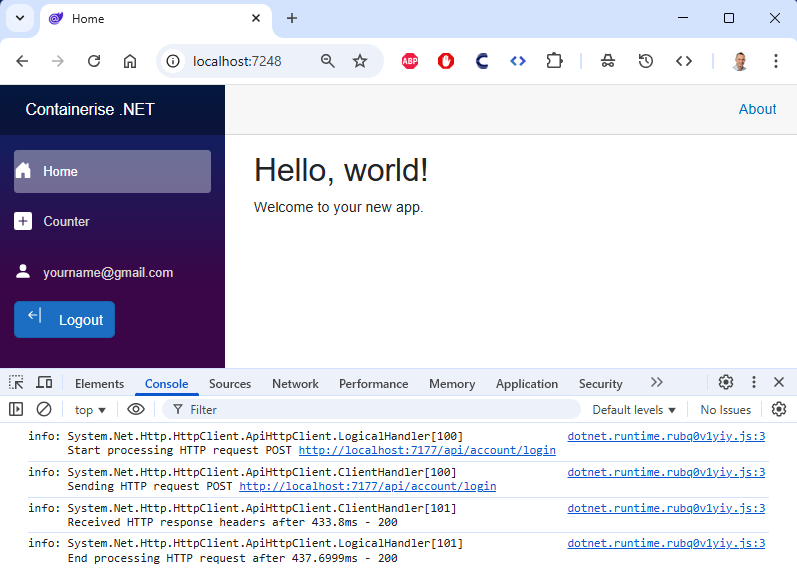 Home
localhost:7248
ABP
Containerise .NET
About
Home
Hello, world!
Welcome to your new app.
Counter
yourname@gmail.com
Logout
Elements Console Sources Network Performance Memory Application Security
top Filter Default levels No Issues
info: System.Net.Http.HttpClient.ApiHttpClient.LogicalHandler[100] dotnet.runtime.rubq0v1yiy.js:3
Start processing HTTP request POST http://localhost:7177/api/account/login
info: System.Net.Http.HttpClient.ApiHttpClient.ClientHandler[100] dotnet.runtime.rubq0v1yiy.js:3
Sending HTTP request POST http://localhost:7177/api/account/login
info: System.Net.Http.HttpClient.ApiHttpClient.ClientHandler[101] dotnet.runtime.rubq0v1yiy.js:3
Received HTTP response headers after 433.8ms - 200
info: System.Net.Http.HttpClient.ApiHttpClient.LogicalHandler[101] dotnet.runtime.rubq0v1yiy.js:3
End processing HTTP request after 437.6999ms - 200